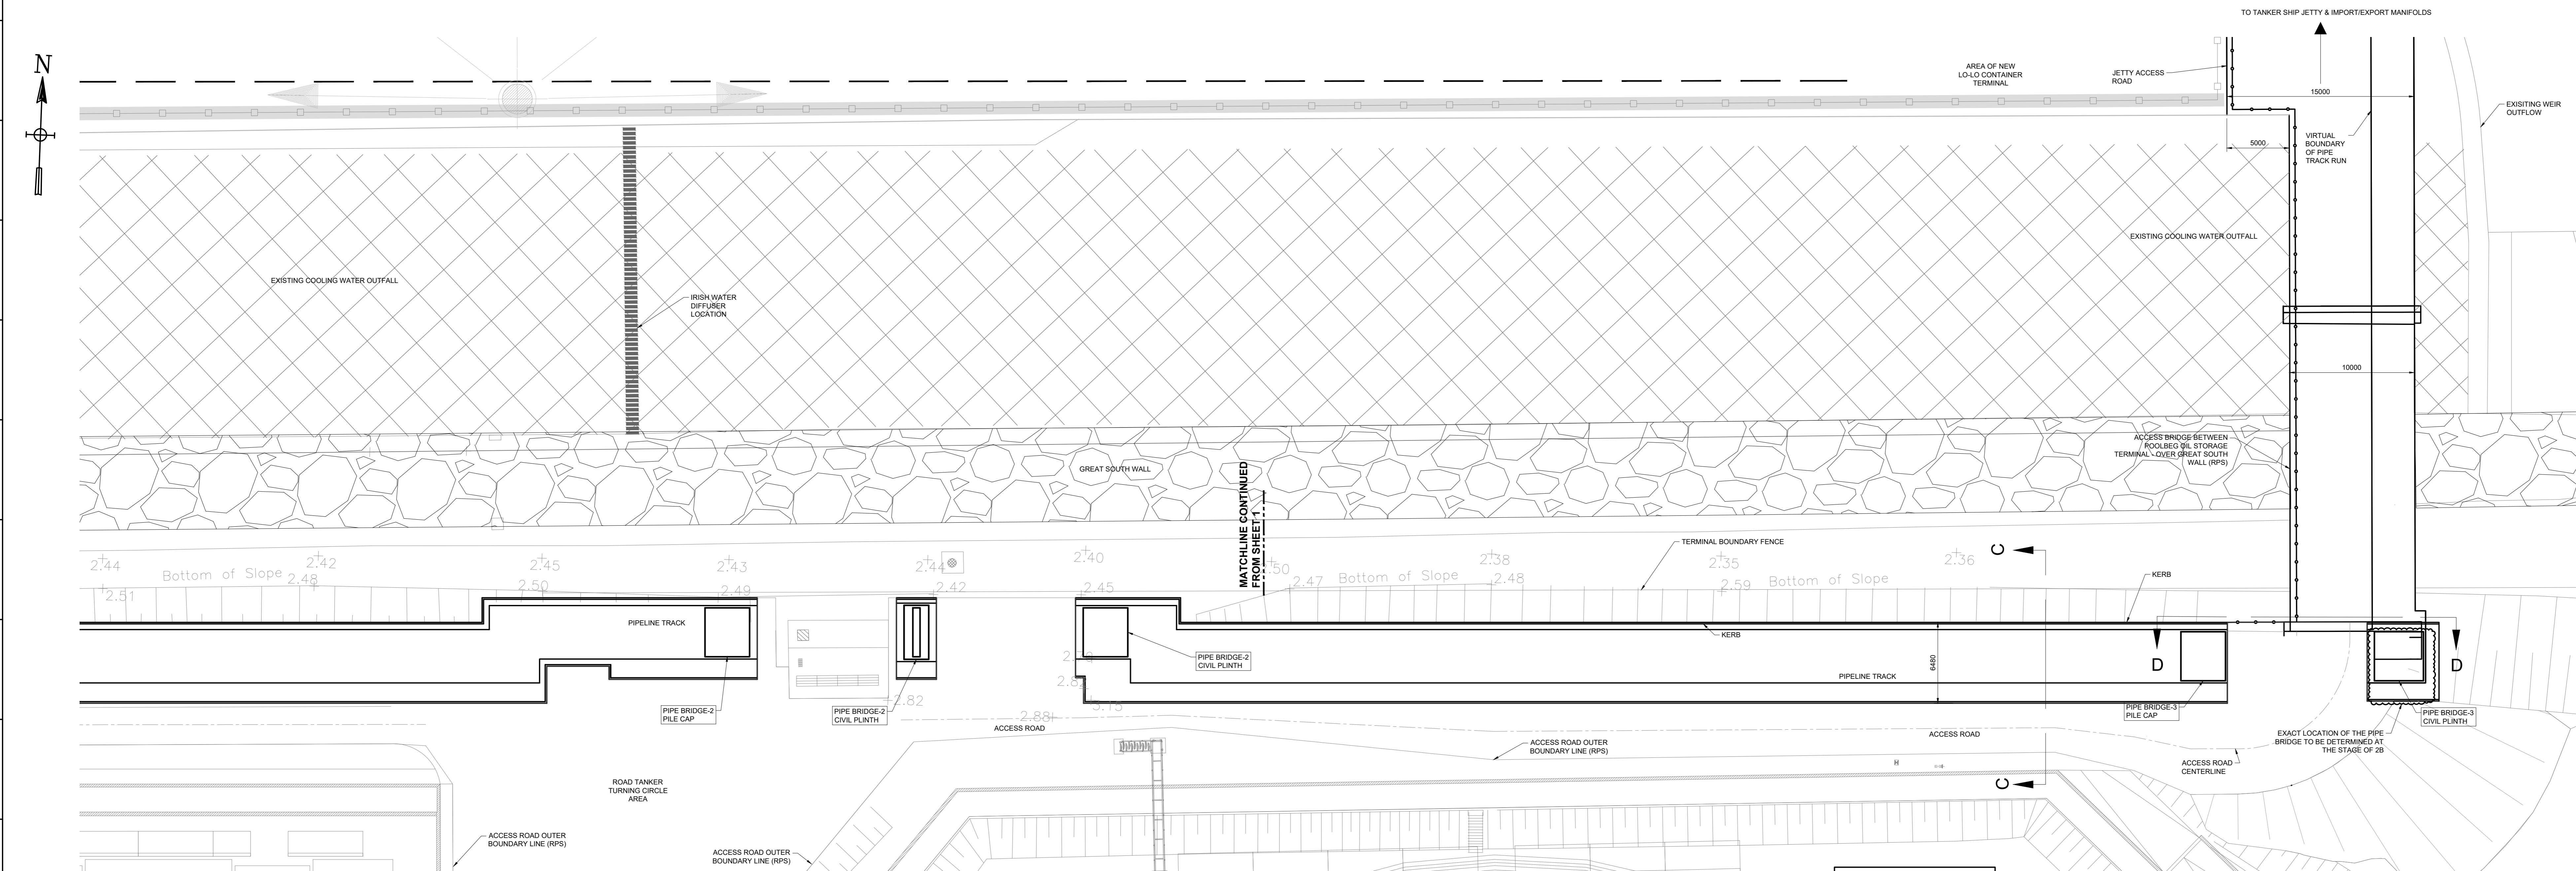 TO TANKER SHIP JETTY & IMPORT/EXPORT MANIFOLDS
N
AREA OF NEW
LO-LO CONTAINER
TERMINAL
JETTY ACCESS
ROAD
15000
EXISITING WEIR
OUTFLOW
5000
VIRTUAL
BOUNDARY
OF PIPE
TRACK RUN
EXISTING COOLING WATER OUTFALL
EXISTING COOLING WATER OUTFALL
IRISH WATER
DIFFUSER
LOCATION
10000
ACCESS BRIDGE BETWEEN
POOLBEG OIL STORAGE
TERMINAL - OVER GREAT SOUTH
WALL (RPS)
GREAT SOUTH WALL
MATCHLINE CONTINUED
FROM SHEET 1
TERMINAL BOUNDARY FENCE
C
2.44
2.42
2.45
2.43
2.44
2.40
2.50
2.38
2.35
2.36
Bottom of Slope
2.48
2.51
2.50
2.49
2.42
2.45
2.47
Bottom of Slope
2.48
2.59
Bottom of Slope
KERB
PIPELINE TRACK
KERB
PIPE BRIDGE-2
CIVIL PLINTH
6480
D
D
PIPELINE TRACK
2.82
2.82
3.15
2.88
PIPE BRIDGE-2
PILE CAP
PIPE BRIDGE-2
CIVIL PLINTH
PIPE BRIDGE-3
PILE CAP
PIPE BRIDGE-3
CIVIL PLINTH
ACCESS ROAD
ACCESS ROAD
EXACT LOCATION OF THE PIPE
BRIDGE TO BE DETERMINED AT
THE STAGE OF 2B
ACCESS ROAD OUTER
BOUNDARY LINE (RPS)
ACCESS ROAD
CENTERLINE
C
ROAD TANKER
TURNING CIRCLE
AREA
ACCESS ROAD OUTER
BOUNDARY LINE (RPS)
ACCESS ROAD OUTER
BOUNDARY LINE (RPS)